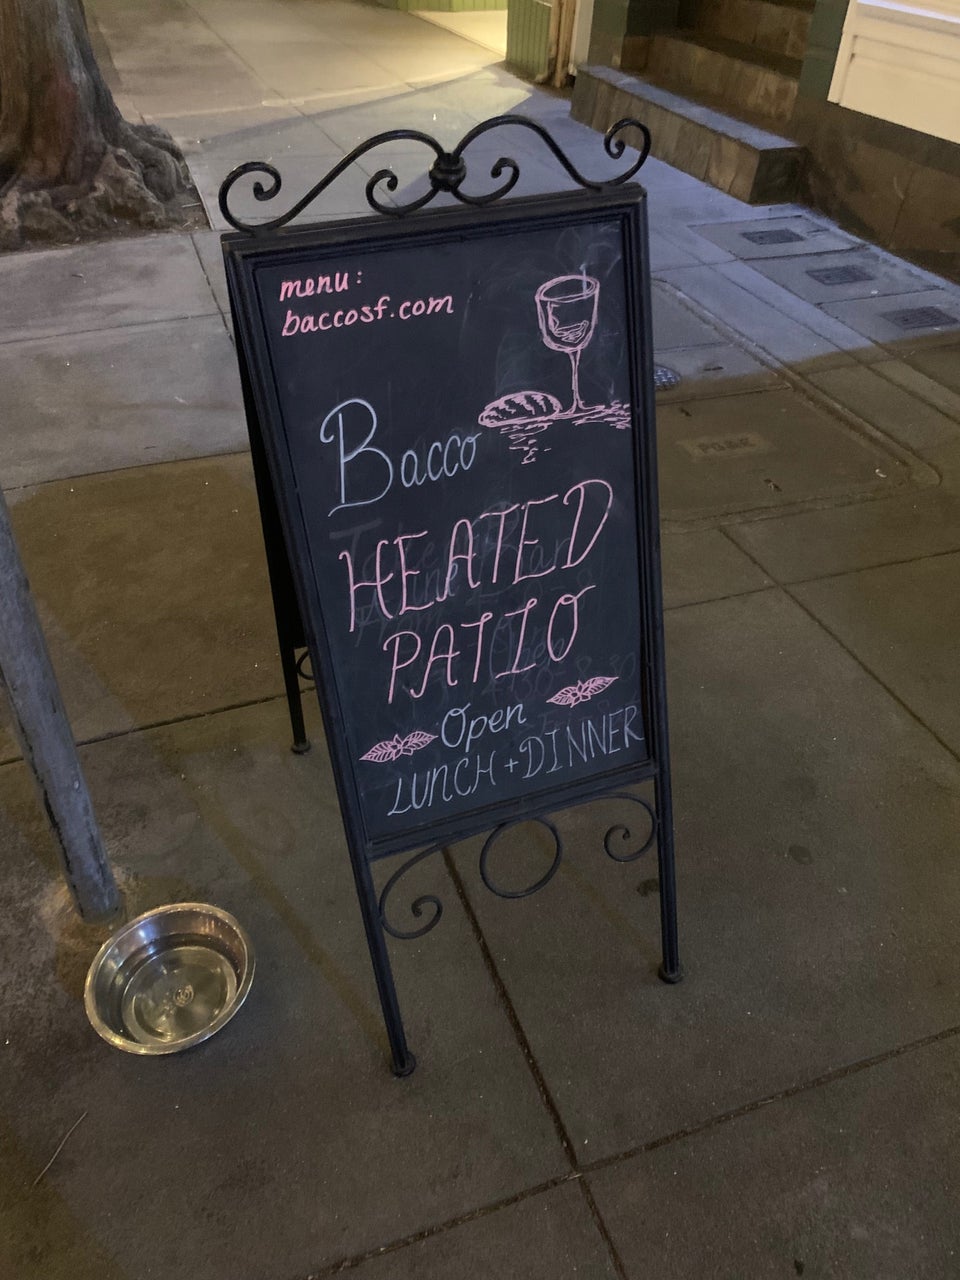 menu:
baccosf.com
Bacco
HEATED
PATIO
Open
LUNCH + DINNER